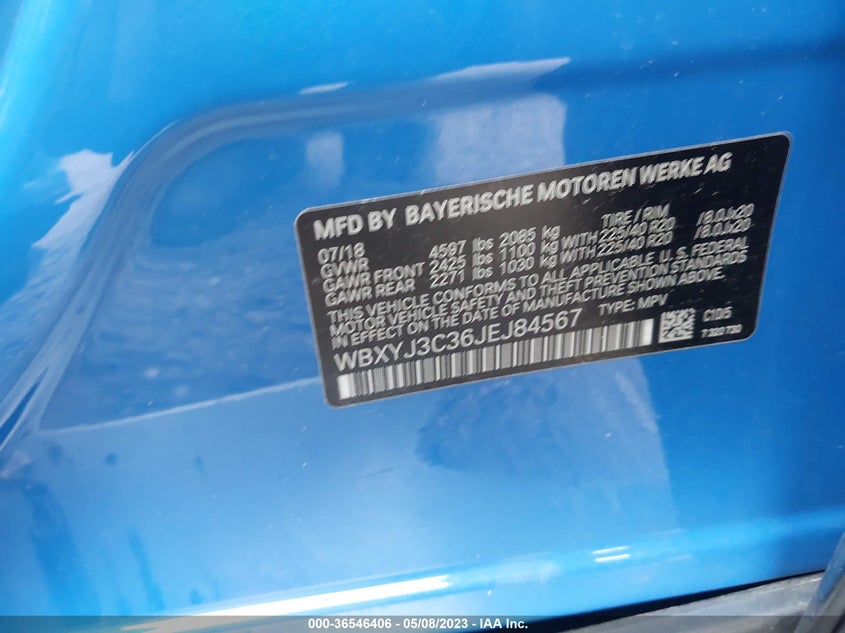 MFD BY BAYERISCHE MOTOREN WERKE AG
07/18 TIRE / RIM
GVWR 4597 lbs 2085 kg
GAWR FRONT 2425 lbs 1100 kg WITH 225/40 R20 /8.0Jx20
GAWR REAR 2271 lbs 1030 kg WITH 225/40 R20 /8.0Jx20
THIS VEHICLE CONFORMS TO ALL APPLICABLE U.S. FEDERAL
MOTOR VEHICLE SAFETY AND THEFT PREVENTION STANDARDS
IN EFFECT ON THE DATE OF MANUFACTURE SHOWN ABOVE.
WBXYJ3C36JEJ84567 TYPE: MPV
C10/5
7 320 730
000-36546406 - 05/08/2023 - IAA Inc.